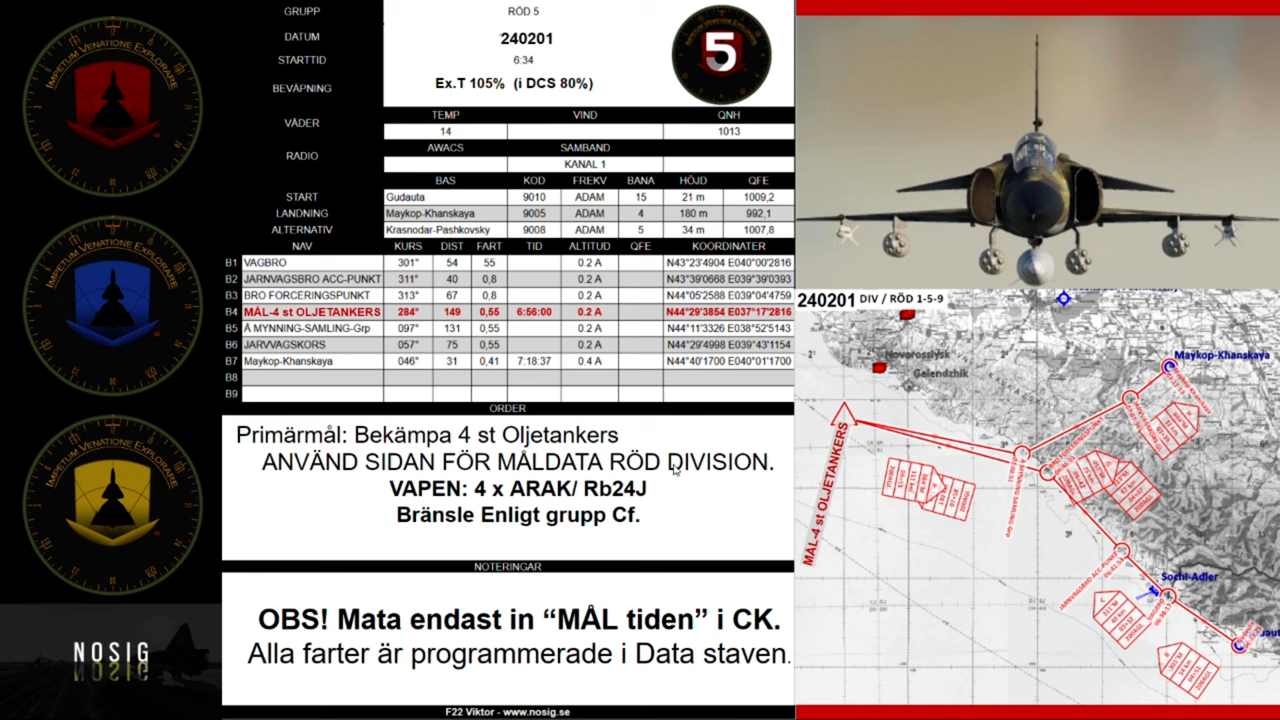 IMPETUM VENATIONE EXPLORARE
IMPETUM VENATIONE EXPLORARE
IMPETUM VENATIONE EXPLORARE
NOSIG
GRUPP RÖD 5
DATUM 240201
STARTTID 6:34
BEVÄPNING Ex.T 105% (i DCS 80%)
5
VÄDER TEMP VIND QNH
14 1013
RADIO AWACS SAMBAND
KANAL 1
BAS KOD FREKV BANA HÖJD QFE
START Gudauta 9010 ADAM 15 21 m 1009,2
LANDNING Maykop-Khanskaya 9005 ADAM 4 180 m 992,1
ALTERNATIV Krasnodar-Pashkovsky 9008 ADAM 5 34 m 1007,8
NAV KURS DIST FART TID ALTITUD QFE KOORDINATER
B1 VAGBRO 301° 54 55 0.2 A N43°23'4904 E040°00'2816
B2 JARNVAGSBRO ACC-PUNKT 311° 40 0,8 0.2 A N43°39'0668 E039°39'0393
B3 BRO FORCERINGSPUNKT 313° 67 0,8 0.2 A N44°05'2588 E039°04'4759
B4 MÅL-4 st OLJETANKERS 284° 149 0,55 6:56:00 0.2 A N44°29'3854 E037°17'2816
B5 Å MYNNING-SAMLING-Grp 097° 131 0,55 0.2 A N44°11'3326 E038°52'5143
B6 JARVVAGSKORS 057° 75 0,55 0.2 A N44°29'4998 E039°43'1154
B7 Maykop-Khanskaya 046° 31 0.41 7:18:37 0.4 A N44°40'1700 E040°01'1700
B8
B9
ORDER
Primärmål: Bekämpa 4 st Oljetankers
ANVÄND SIDAN FÖR MÅLDATA RÖD DIVISION.
VAPEN: 4 x ARAK/ Rb24J
Bränsle Enligt grupp Cf.
NOTERINGAR
OBS! Mata endast in “MÅL tiden” i CK.
Alla farter är programmerade i Data staven.
F22 Viktor - www.nosig.se
240201 DIV / RÖD 1-5-9
Novorossiysk
Gelendzhik
Maykop-Khanskaya
MÅL-4 st OLJETANKERS
Sochi-Adler